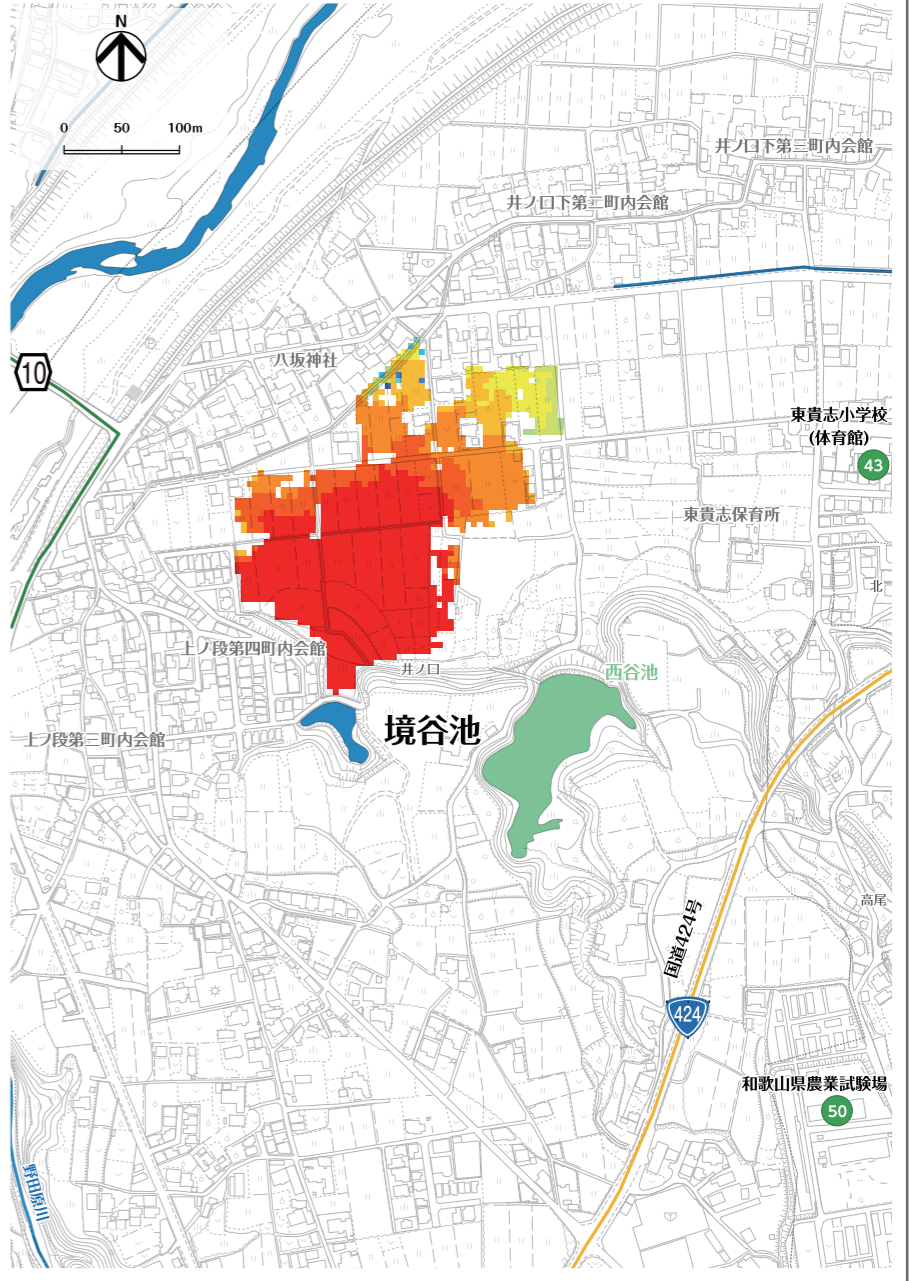 N
0 50 100m
井ノ口下第三町内会館
井ノ口下第二町内会館
八坂神社
10
東貴志小学校
(体育館)
43
東貴志保育所
北
上ノ段第四町内会館
井ノ口
西谷池
境谷池
上ノ段第三町内会館
高尾
国道424号
424
和歌山県農業試験場
50
野田原川